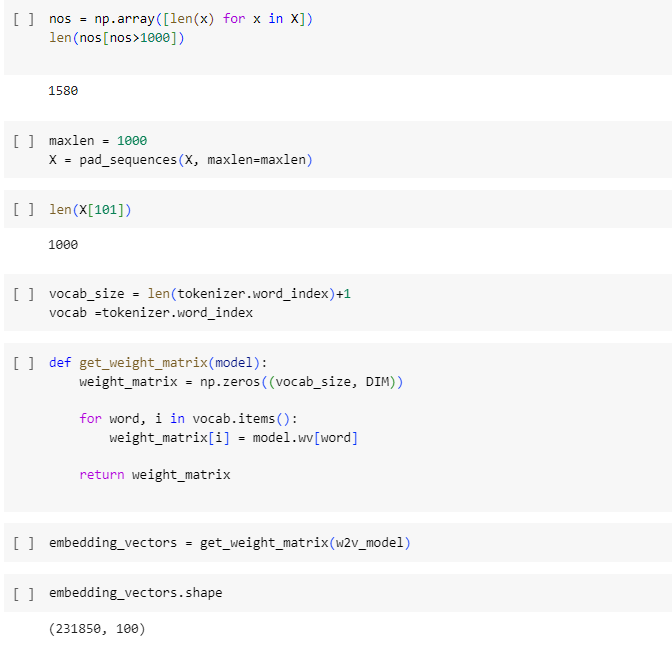 [ ] nos = np.array([len(x) for x in X])
len(nos[nos>1000])
1580
[ ] maxlen = 1000
X = pad_sequences(X, maxlen=maxlen)
[ ] len(X[101])
1000
[ ] vocab_size = len(tokenizer.word_index)+1
vocab =tokenizer.word_index
[ ] def get_weight_matrix(model):
weight_matrix = np.zeros((vocab_size, DIM))
for word, i in vocab.items():
weight_matrix[i] = model.wv[word]
return weight_matrix
[ ] embedding_vectors = get_weight_matrix(w2v_model)
[ ] embedding_vectors.shape
(231850, 100)